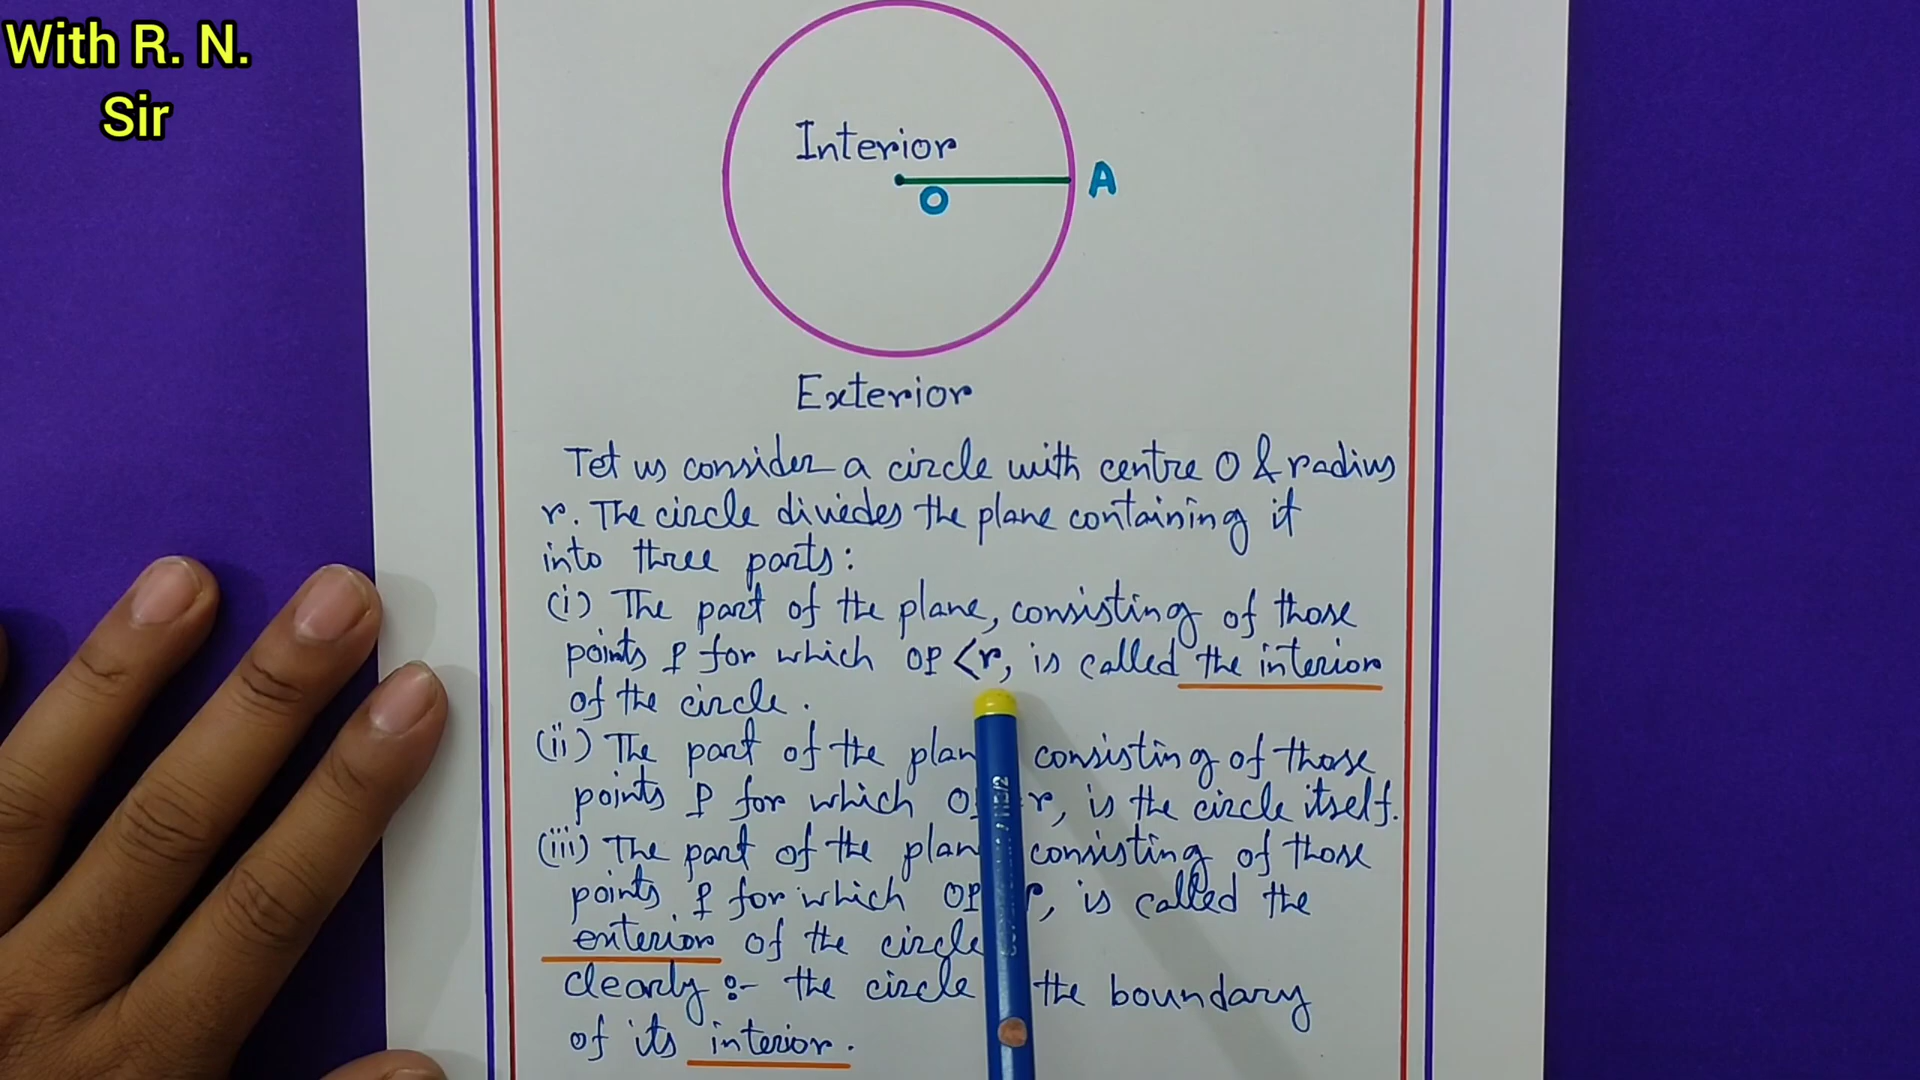 With R. N.
Sir
Interior
O
A
Exterior
Tet us consider a circle with centre O & radius
r. The circle diviedes the plane containing it
into three parts:
(i) The part of the plane, consisting of those
points P for which OP <r, is called the interior
of the circle.
(ii) The part of the plan consisting of those
points P for which OP r, is the circle itself.
(iii) The part of the plan consisting of those
points P for which OP r, is called the
exterior of the circle
clearly :- the circle the boundary
of its interior.